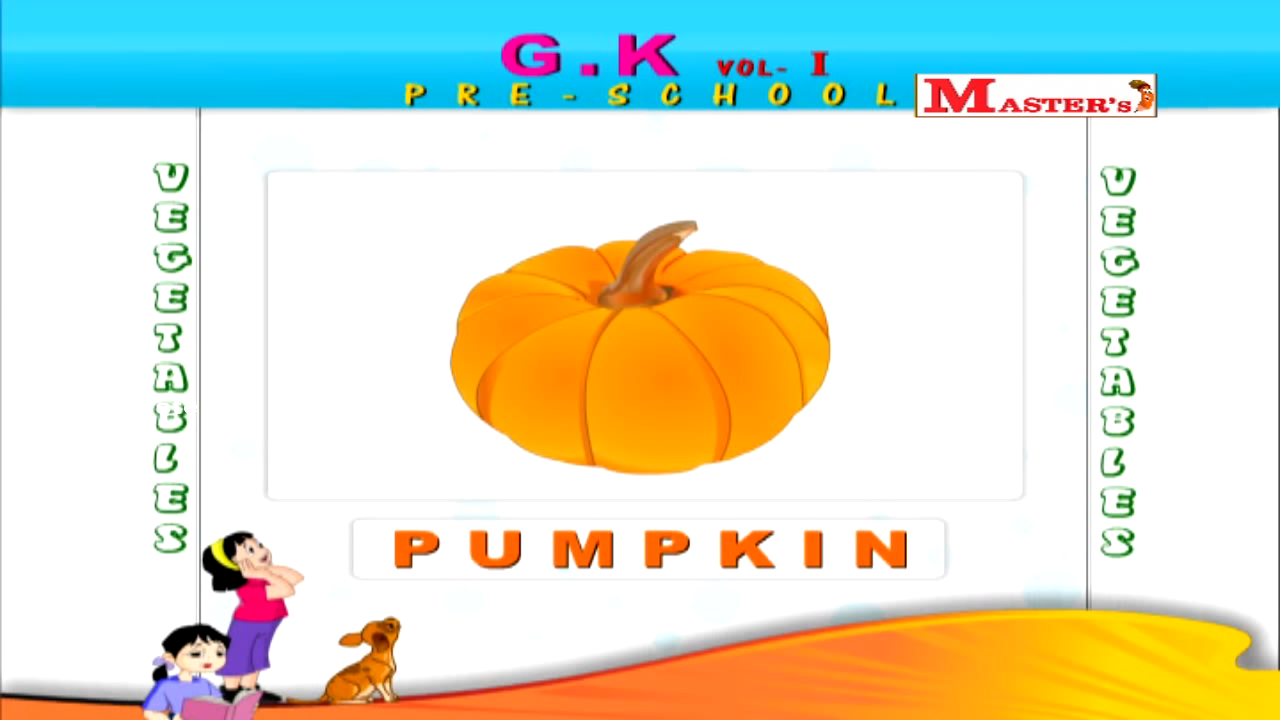 G.K VOL- I
PRE-SCHOOL
MASTER's
VEGETABLES
VEGETABLES
PUMPKIN